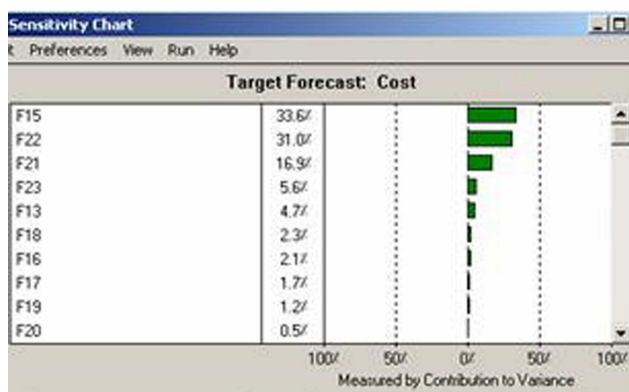 Sensitivity Chart
t Preferences View Run Help
Target Forecast: Cost
F15 33.6%
F22 31.0%
F21 16.9%
F23 5.6%
F13 4.7%
F18 2.3%
F16 2.1%
F17 1.7%
F19 1.2%
F20 0.5%
100% 50% 0% 50% 100%
Measured by Contribution to Variance